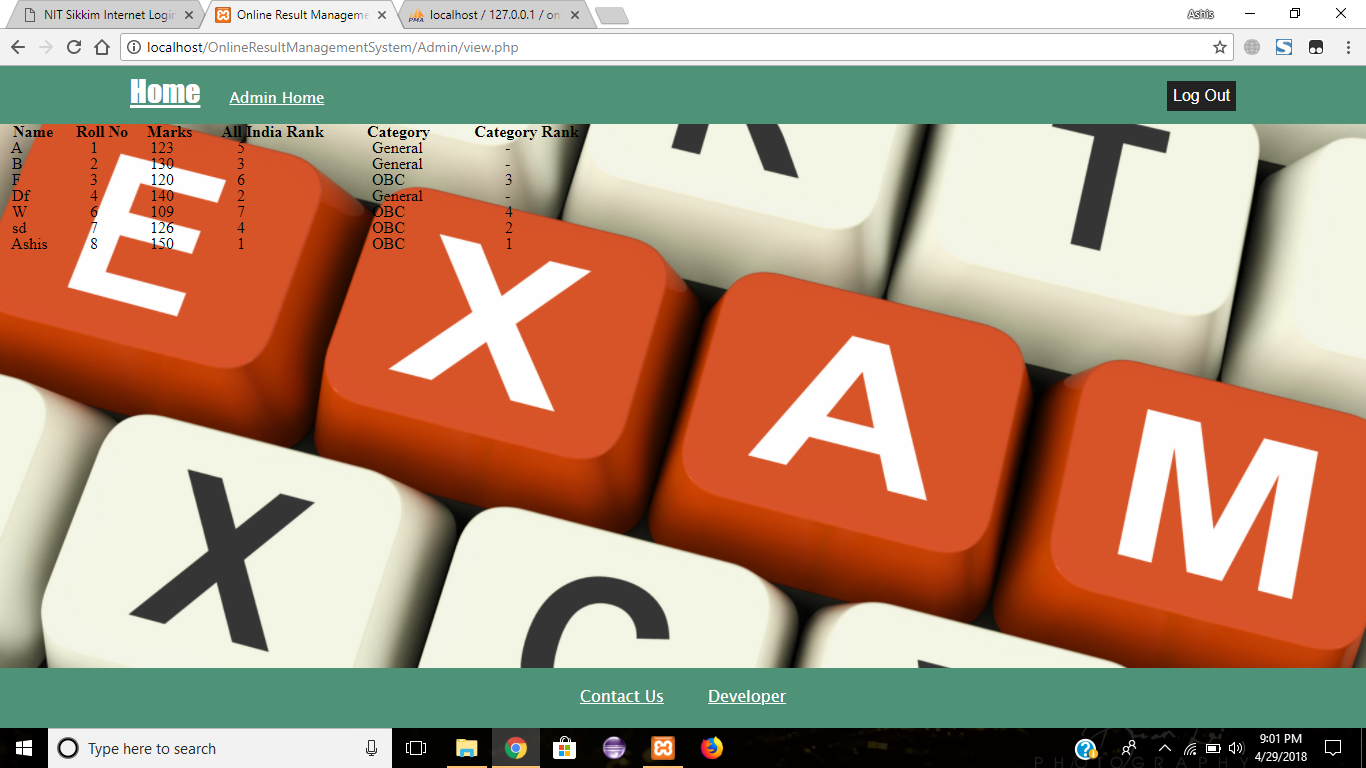 NIT Sikkim Internet Login
Online Result Manageme
localhost / 127.0.0.1 / on
Ashis
localhost/OnlineResultManagementSystem/Admin/view.php
Home Admin Home Log Out
Name Roll No Marks All India Rank Category Category Rank
A 1 123 5 General -
B 2 130 3 General -
F 3 120 6 OBC 3
Df 4 140 2 General -
W 6 109 7 OBC 4
sd 7 126 4 OBC 2
Ashis 8 150 1 OBC 1
R T
E X A M
X C
Contact Us Developer
Type here to search
9:01 PM
4/29/2018
PHOTOGRAPHY